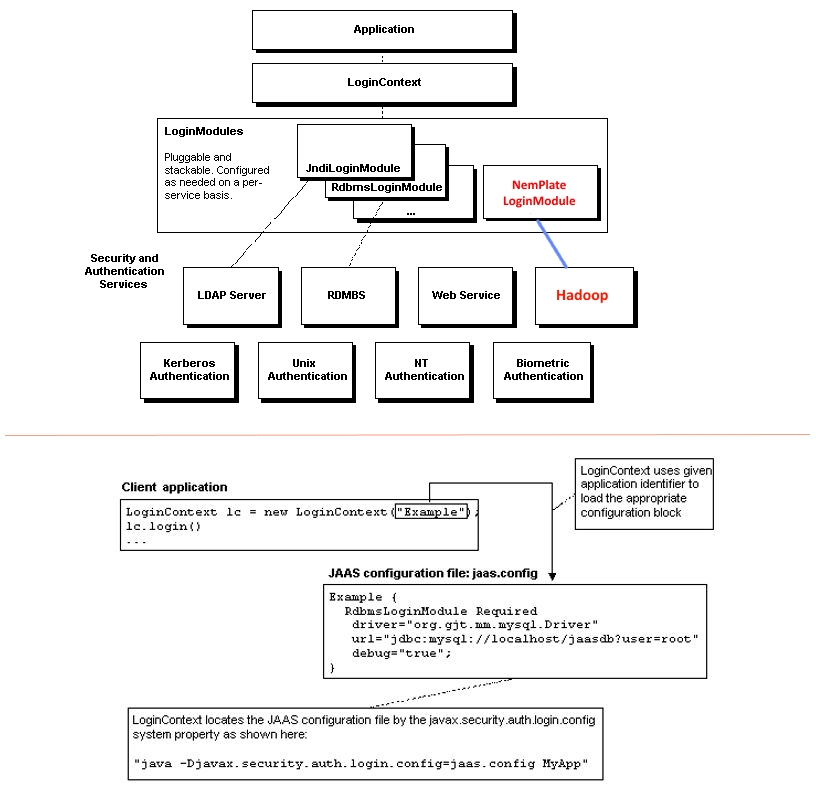 Application
LoginContext
LoginModules
Pluggable and
stackable. Configured
as needed on a per-
service basis.
JndiLoginModule
RdbmsLoginModule
...
NemPlate
LoginModule
Security and
Authentication
Services
LDAP Server
RDMBS
Web Service
Hadoop
Kerberos
Authentication
Unix
Authentication
NT
Authentication
Biometric
Authentication
LoginContext uses given
application identifier to
load the appropriate
configuration block
Client application
LoginContext lc = new LoginContext("Example");
lc.login()
...
JAAS configuration file: jaas.config
Example {
RdbmsLoginModule Required
driver="org.gjt.mm.mysql.Driver"
url="jdbc:mysql://localhost/jaasdb?user=root"
debug="true";
}
LoginContext locates the JAAS configuration file by the javax.security.auth.login.config
system property as shown here:
"java -Djavax.security.auth.login.config=jaas.config MyApp"